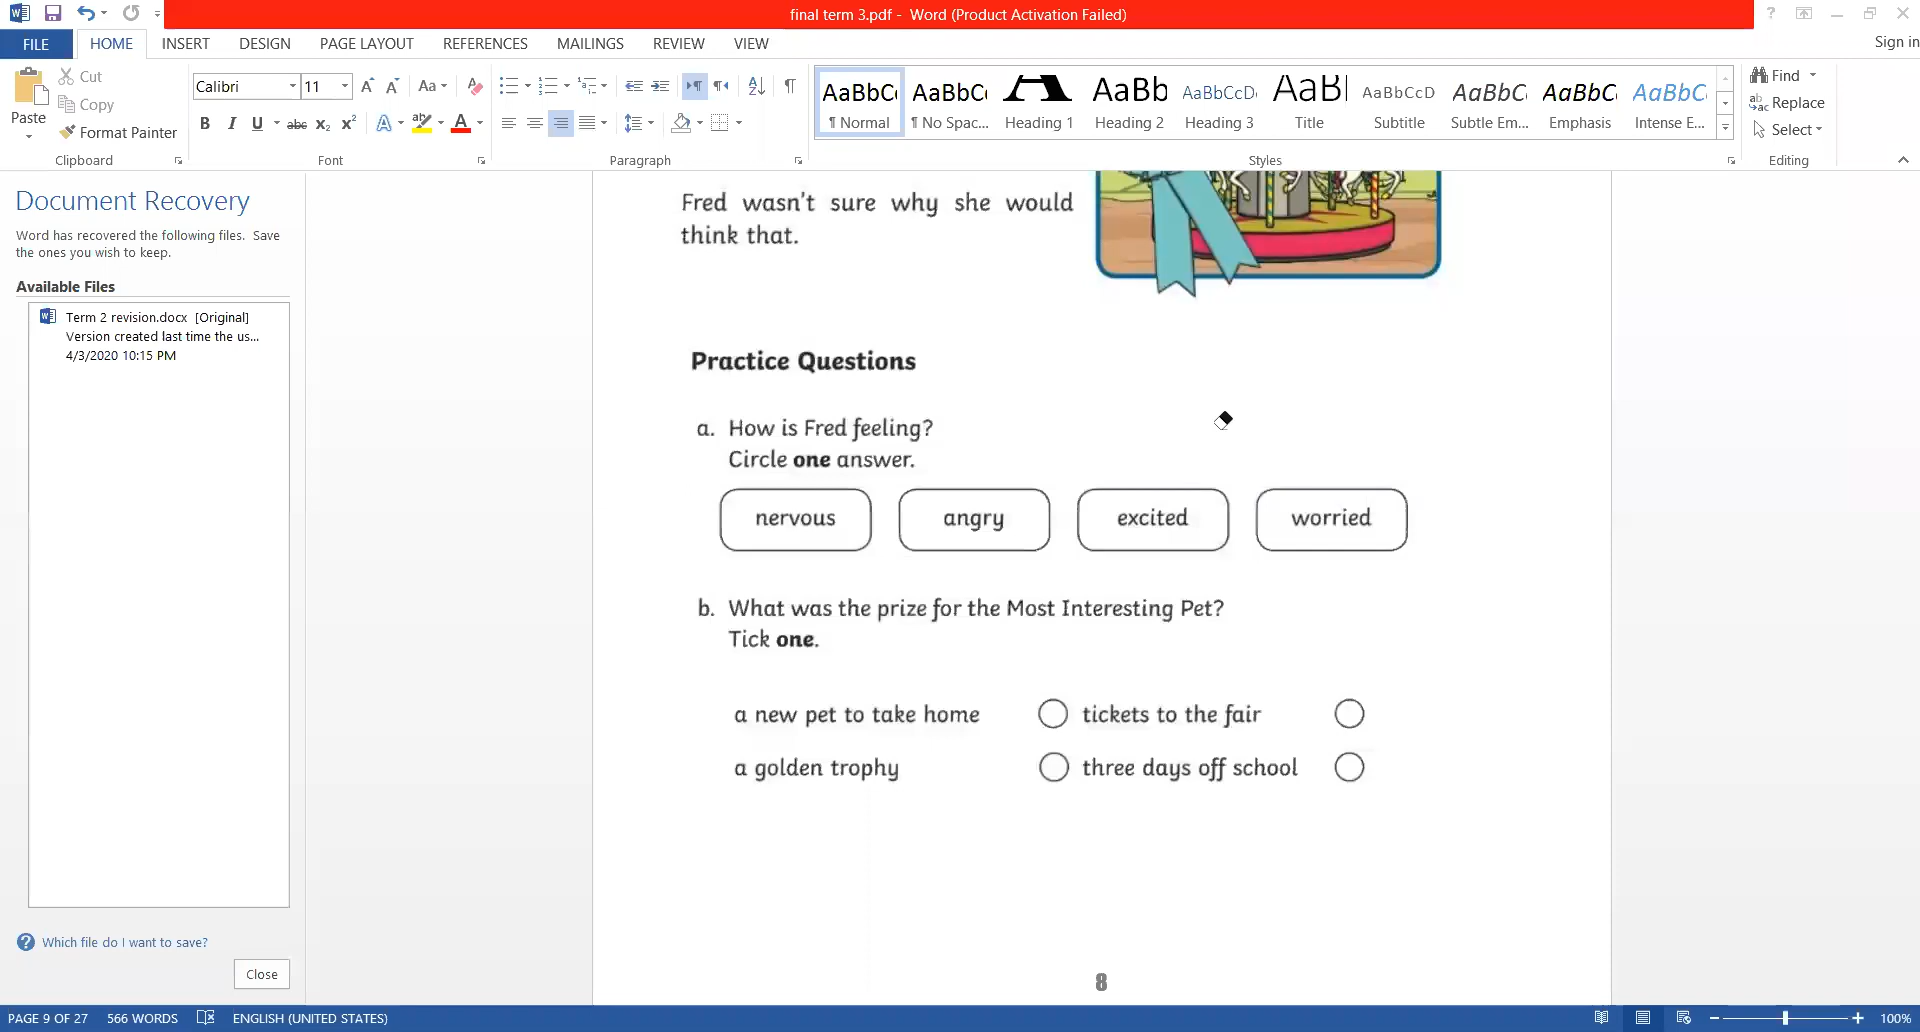 final term 3.pdf - Word (Product Activation Failed)
FILE HOME INSERT DESIGN PAGE LAYOUT REFERENCES MAILINGS REVIEW VIEW
Sign in
Paste
Cut
Copy
Format Painter
Clipboard
Calibri 11
Font
Paragraph
AaBbCc AaBbCc AaBb AaBbCcD AaBl AaBbCcD AaBbC AaBbC AaBbC
¶ Normal ¶ No Spac... Heading 1 Heading 2 Heading 3 Title Subtitle Subtle Em... Emphasis Intense E...
Styles
Find
Replace
Select
Editing
Document Recovery
Word has recovered the following files. Save
the ones you wish to keep.
Available Files
Term 2 revision.docx [Original]
Version created last time the us...
4/3/2020 10:15 PM
Which file do I want to save?
Close
Fred wasn't sure why she would
think that.
Practice Questions
a. How is Fred feeling?
Circle one answer.
nervous angry excited worried
b. What was the prize for the Most Interesting Pet?
Tick one.
a new pet to take home tickets to the fair
a golden trophy three days off school
8
PAGE 9 OF 27 566 WORDS ENGLISH (UNITED STATES)
100%